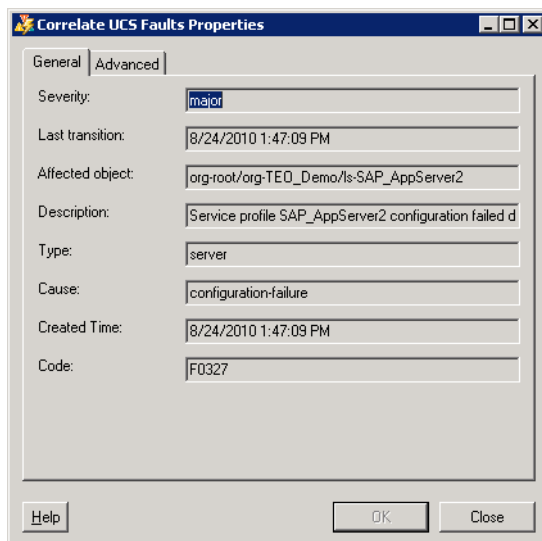 Correlate UCS Faults Properties
General Advanced
Severity: major
Last transition: 8/24/2010 1:47:09 PM
Affected object: org-root/org-TEO_Demo/ls-SAP_AppServer2
Description: Service profile SAP_AppServer2 configuration failed d
Type: server
Cause: configuration-failure
Created Time: 8/24/2010 1:47:09 PM
Code: F0327
Help OK Close